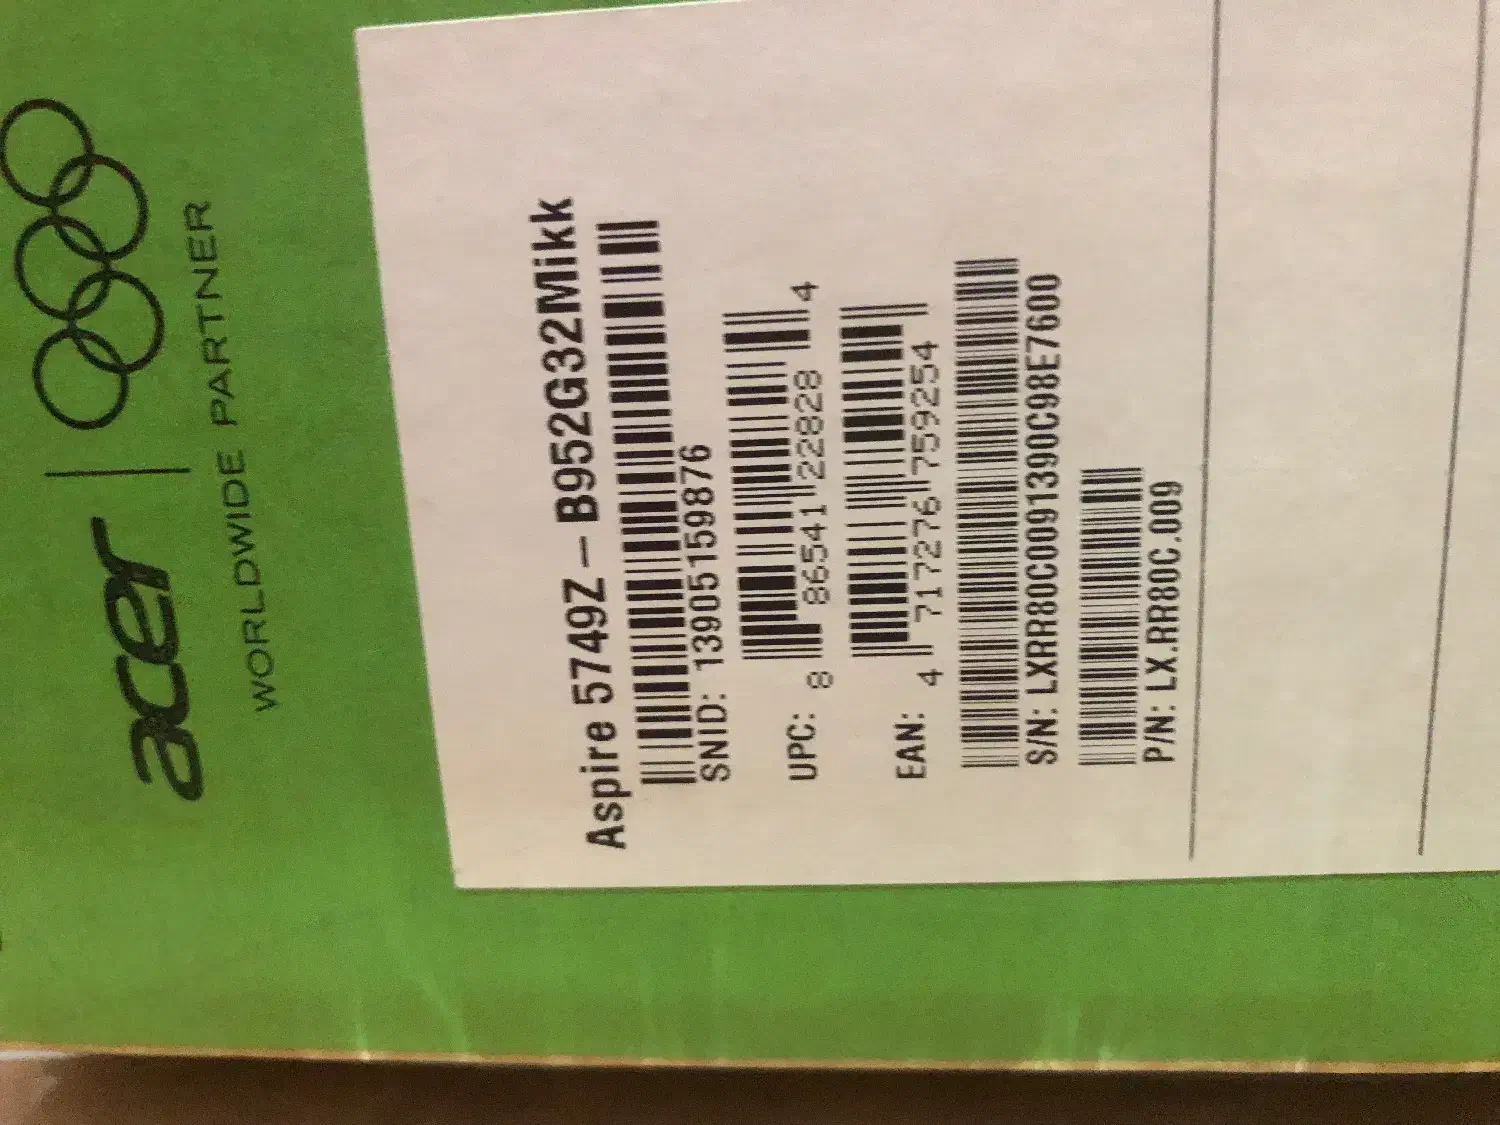 acer
WORLDWIDE PARTNER
Aspire 5749Z-B952G32Mikk
SNID: 13905159876
UPC: 8 86541 22828 4
EAN: 4 717276 759254
S/N: LXRR80C0091390C98E7600
P/N: LX.RR80C.009